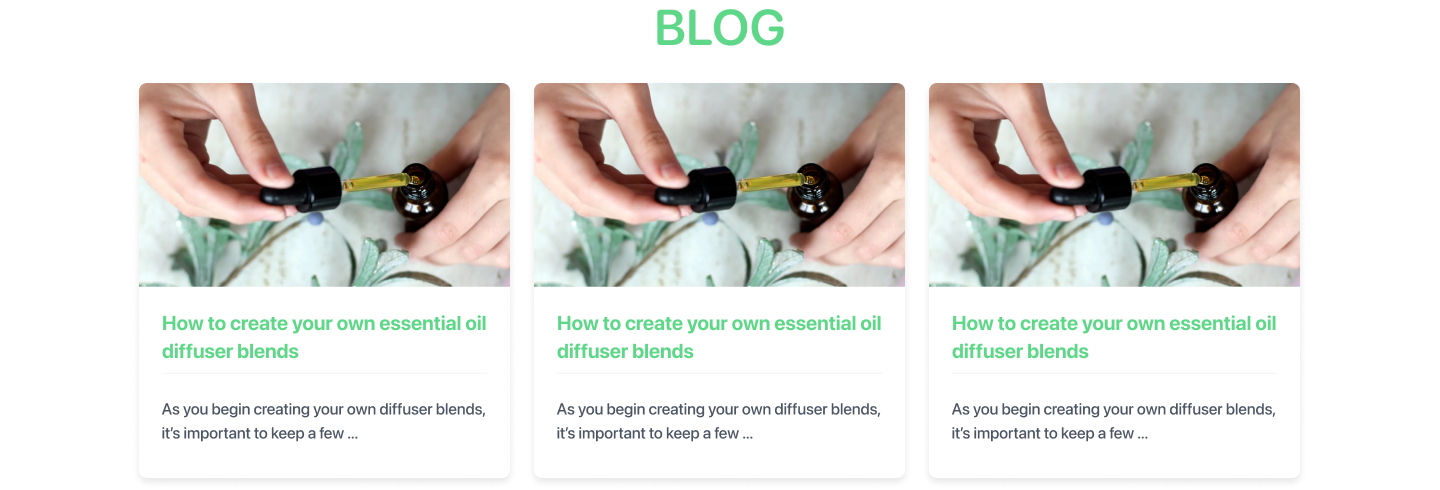 BLOG
How to create your own essential oil
diffuser blends
As you begin creating your own diffuser blends,
it’s important to keep a few ...
How to create your own essential oil
diffuser blends
As you begin creating your own diffuser blends,
it’s important to keep a few ...
How to create your own essential oil
diffuser blends
As you begin creating your own diffuser blends,
it’s important to keep a few ...